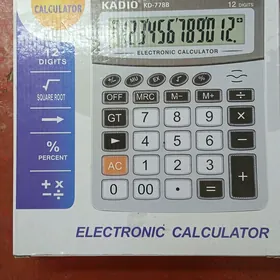 CALCULATOR
KADIO
KD-778B
12 DIGITS
123456789012.
ELECTRONIC CALCULATOR
12
DIGITS
√
SQUARE ROOT
→
%
PERCENT
+ ×
- ÷
OFF MRC M- M+ ÷
GT 7 8 9 ×
► 4 5 6 -
AC 1 2 3 +
0 00 · =
ELECTRONIC CALCULATOR